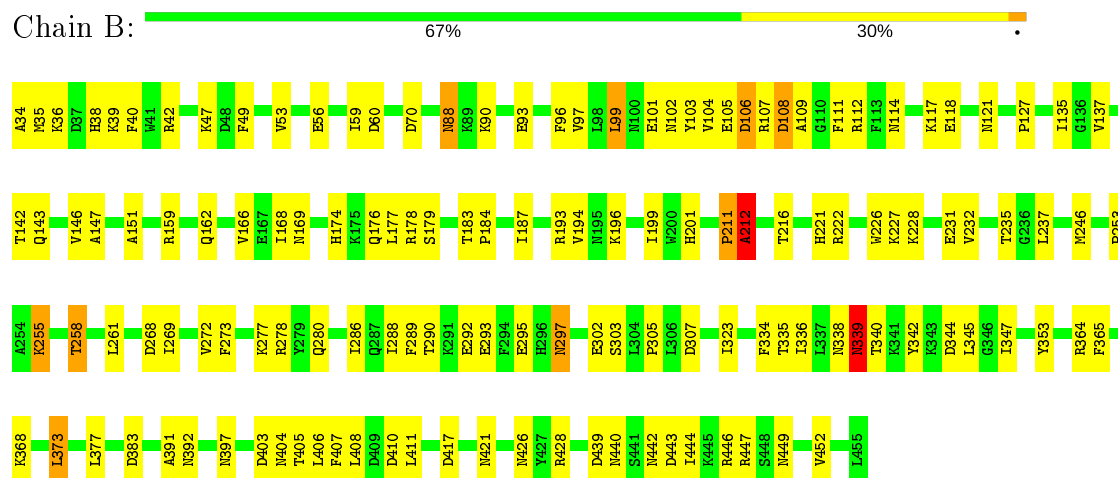 Chain B:
67% 30% •
A34 M35 K36 D37 H38 K39 F40 W41 R42 K47 D48 F49 V53 E56 I59 D60 D70 N88 K89 K90 E93 F96 V97 L98 L99 N100 E101 N102 Y103 V104 E105 D106 R107 D108 A109 G110 F111 R112 F113 N114 K117 E118 N121 P127 I135 G136 V137
T142 Q143 V146 A147 A151 R159 Q162 V166 E167 I168 N169 H174 K175 Q176 L177 R178 S179 T183 P184 I187 R193 V194 N195 K196 I199 W200 H201 P211 A212 T216 H221 R222 W226 K227 K228 E231 V232 T235 G236 L237 M246 P253
A254 K255 T258 L261 D268 I269 V272 F273 K277 R278 Y279 Q280 I286 Q287 I288 F289 T290 K291 E292 E293 F294 E295 H296 N297 E302 S303 L304 P305 L306 D307 I323 F334 T335 I336 L337 N338 N339 T340 K341 Y342 K343 D344 L345 G346 I347 Y353 R364 F365
K368 L373 L377 D383 A391 N392 N397 D403 N404 T405 L406 F407 L408 D409 D410 L411 D417 N421 N426 Y427 R428 D439 N440 S441 N442 D443 I444 K445 R446 R447 S448 N449 V452 L455